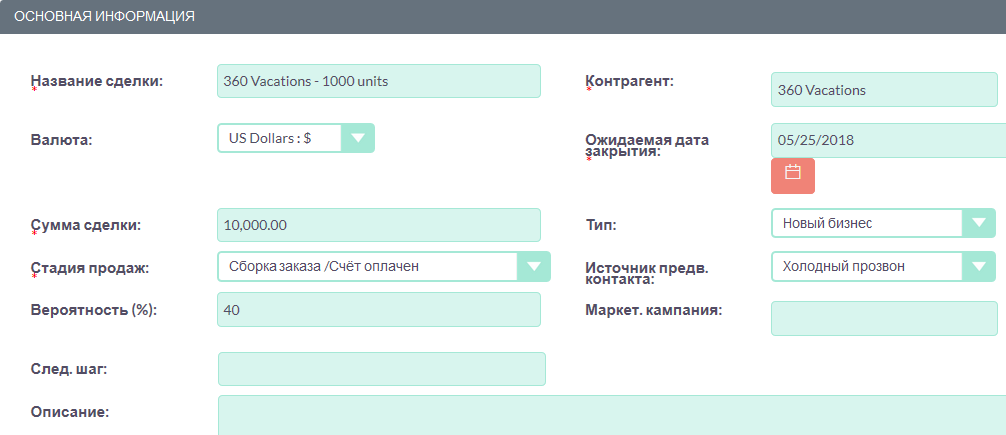 ОСНОВНАЯ ИНФОРМАЦИЯ
Название сделки:
*
360 Vacations - 1000 units
Контрагент:
*
360 Vacations
Валюта:
US Dollars : $
Ожидаемая дата
закрытия:
*
05/25/2018
Сумма сделки:
*
10,000.00
Тип:
Новый бизнес
Стадия продаж:
*
Сборка заказа /Счёт оплачен
Источник предв.
контакта:
Холодный прозвон
Вероятность (%):
40
Маркет. кампания:
След. шаг:
Описание: